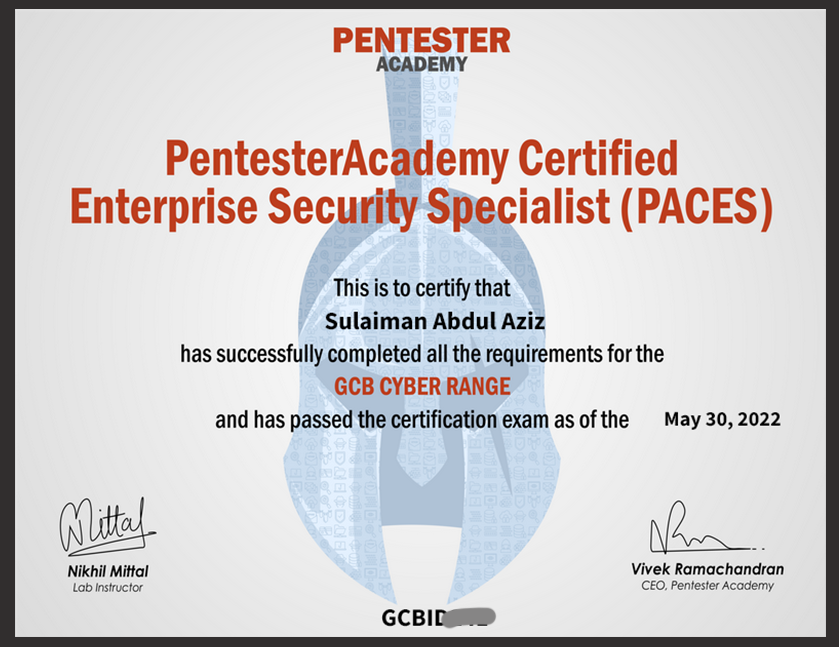 PENTESTER
ACADEMY
PentesterAcademy Certified
Enterprise Security Specialist (PACES)
This is to certify that
Sulaiman Abdul Aziz
has successfully completed all the requirements for the
GCB CYBER RANGE
and has passed the certification exam as of the May 30, 2022
Mittal
Nikhil Mittal
Lab Instructor
Vivek Ramachandran
CEO, Pentester Academy
GCBID